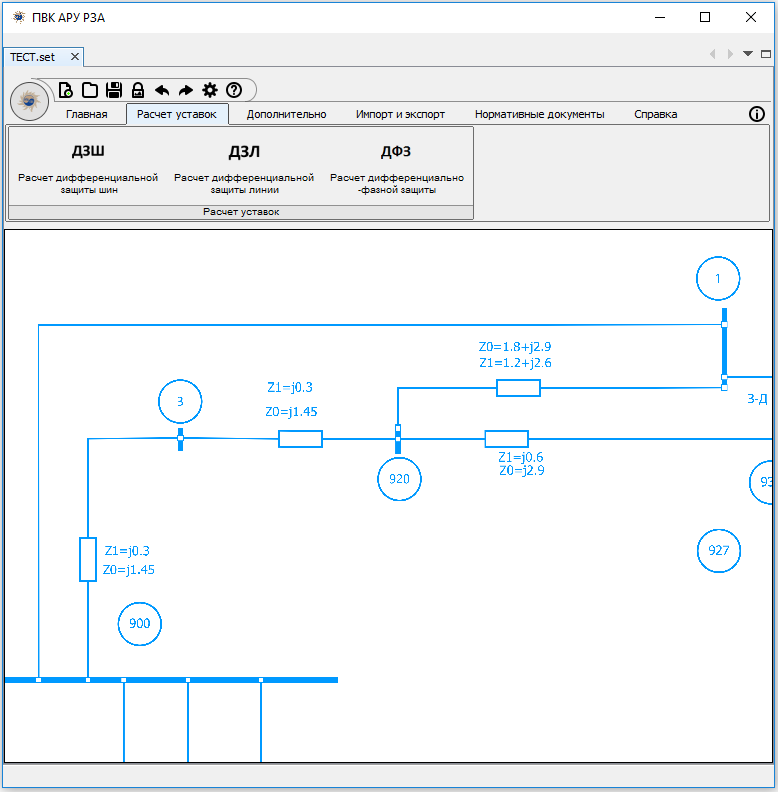 ПВК АРУ РЗА
ТЕСТ.set
Главная
Расчет уставок
Дополнительно
Импорт и экспорт
Нормативные документы
Справка
ДЗШ
ДЗЛ
ДФЗ
Расчет дифференциальной
защиты шин
Расчет дифференциальной
защиты линии
Расчет дифференциально
-фазной защиты
Расчет уставок
1
Z0=1.8+j2.9
Z1=1.2+j2.6
3-Д
Z1=j0.3
Z0=j1.45
3
920
Z1=j0.6
Z0=j2.9
93
927
Z1=j0.3
Z0=j1.45
900